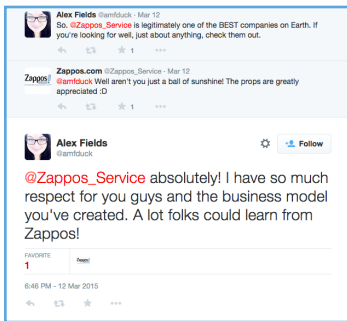 Alex Fields @amfduck · Mar 12
So. @Zappos_Service is legitimately one of the BEST companies on Earth. If
you're looking for well, just about anything, check them out.
1
Zappos.com @Zappos_Service · Mar 12
@amfduck Well aren't you just a ball of sunshine! The props are greatly
appreciated :D
1
Alex Fields
@amfduck
Follow
@Zappos_Service absolutely! I have so much
respect for you guys and the business model
you've created. A lot folks could learn from
Zappos!
FAVORITE
1
6:46 PM - 12 Mar 2015